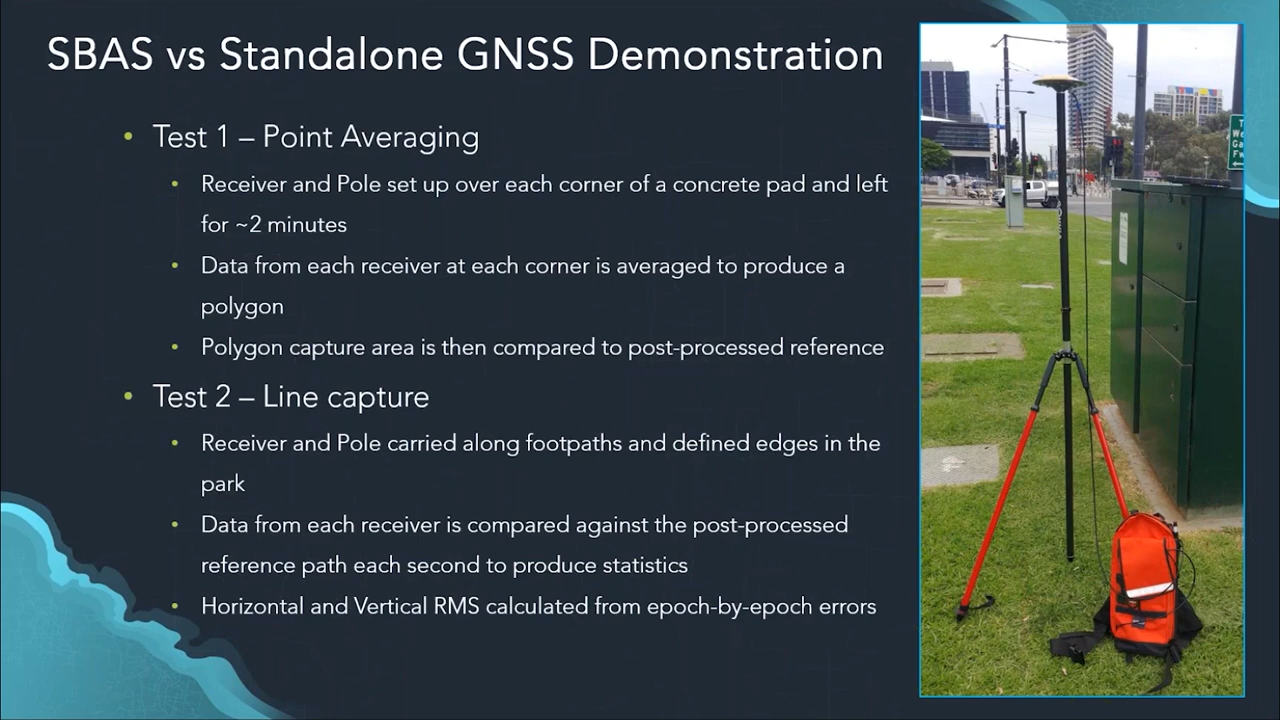 SBAS vs Standalone GNSS Demonstration
• Test 1 – Point Averaging
• Receiver and Pole set up over each corner of a concrete pad and left
for ~2 minutes
• Data from each receiver at each corner is averaged to produce a
polygon
• Polygon capture area is then compared to post-processed reference
• Test 2 – Line capture
• Receiver and Pole carried along footpaths and defined edges in the
park
• Data from each receiver is compared against the post-processed
reference path each second to produce statistics
• Horizontal and Vertical RMS calculated from epoch-by-epoch errors